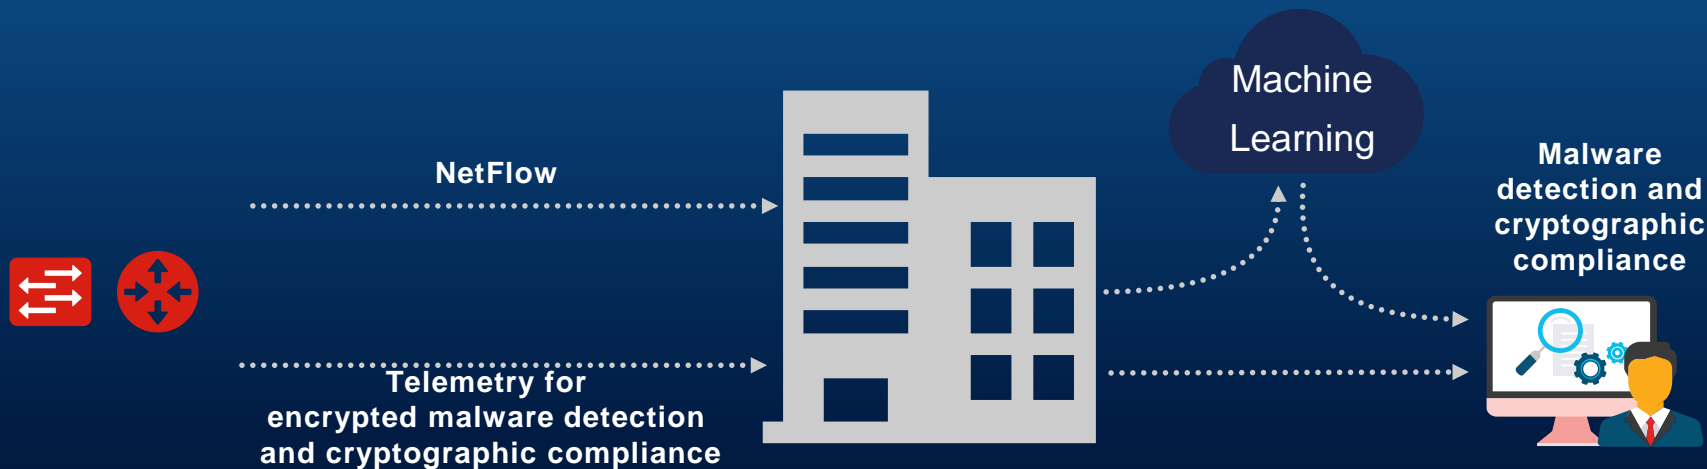 NetFlow
Telemetry for
encrypted malware detection
and cryptographic compliance
Machine
Learning
Malware
detection and
cryptographic
compliance